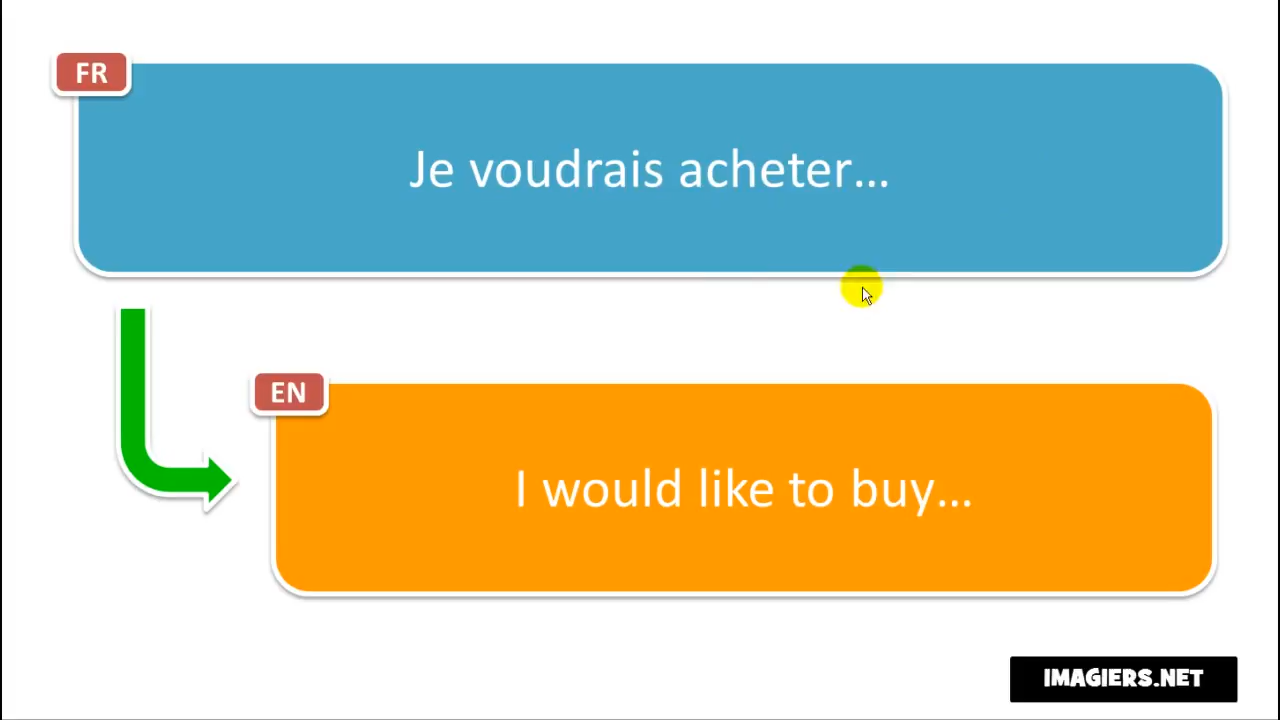 FR
Je voudrais acheter...
EN
I would like to buy...
IMAGIERS.NET